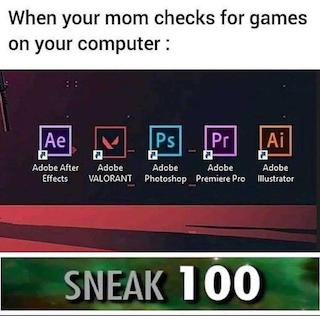 When your mom checks for games
on your computer :
Ae Ps Pr Ai
Adobe After Effects
Adobe VALORANT
Adobe Photoshop
Adobe Premiere Pro
Adobe Illustrator
SNEAK 100